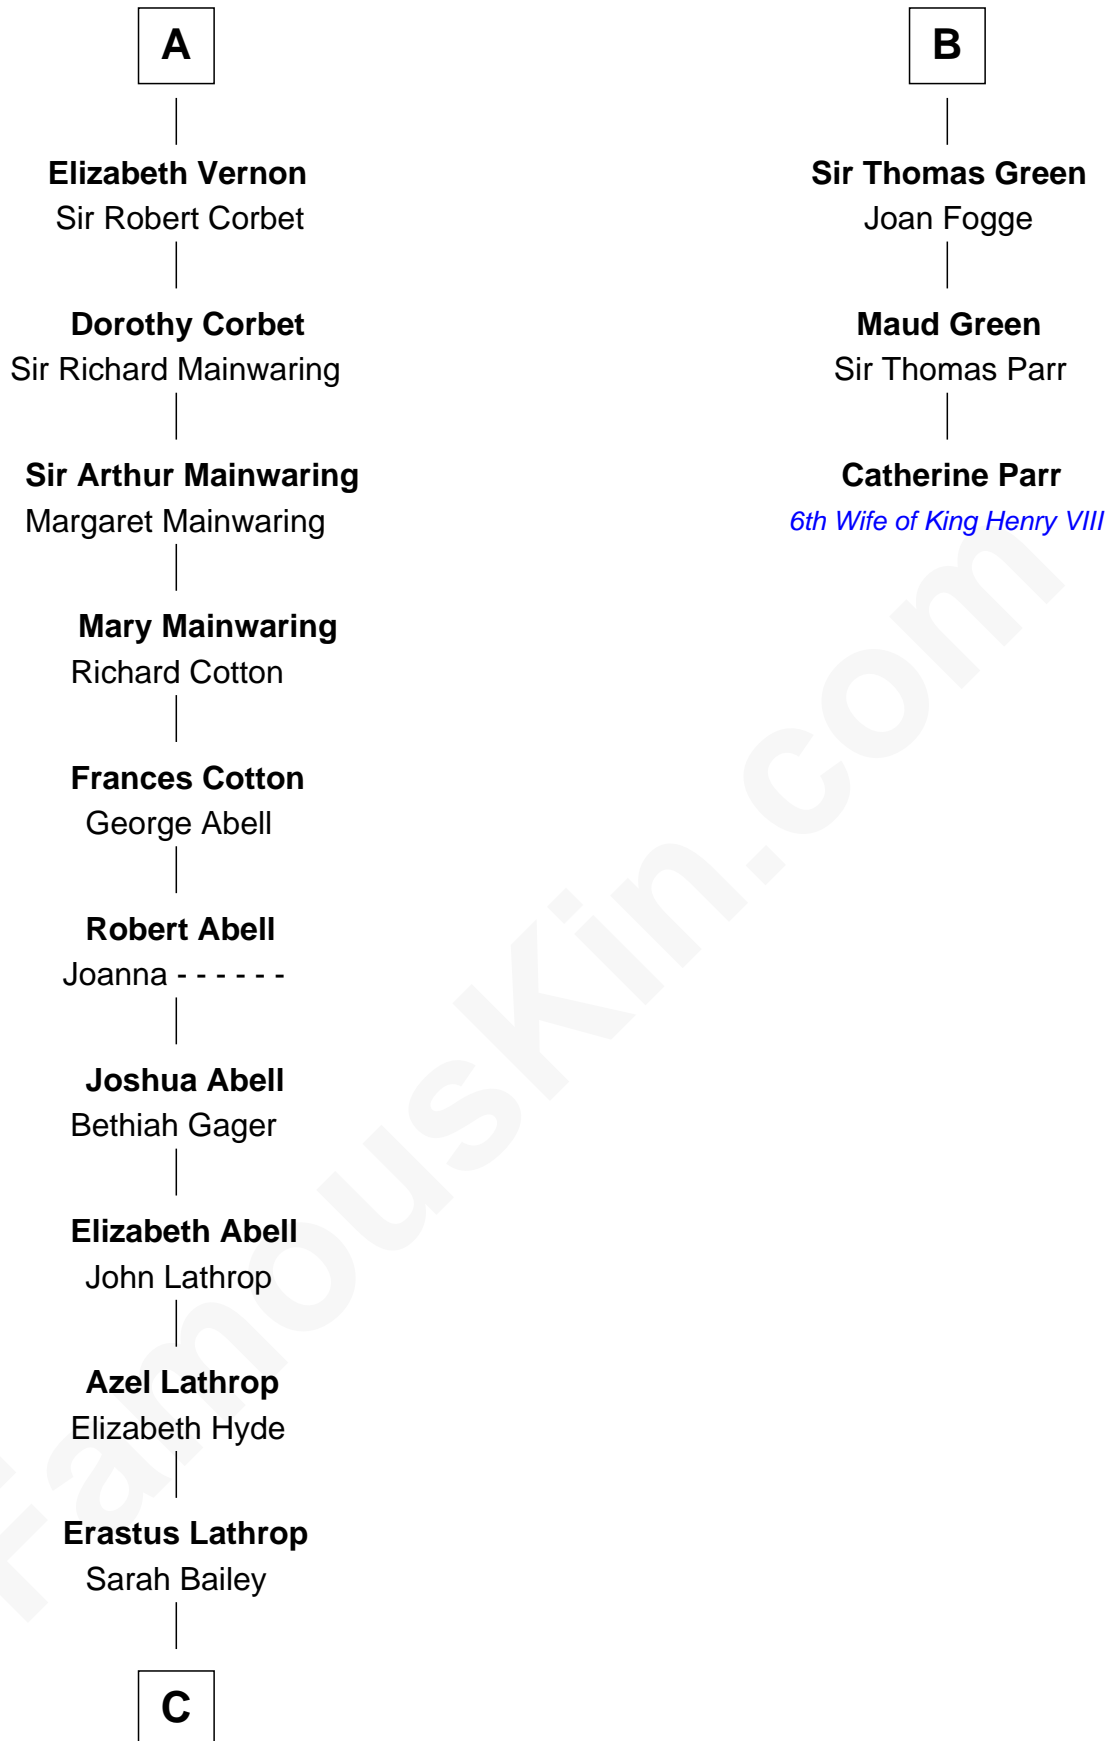 A
Elizabeth Vernon
Sir Robert Corbet
Dorothy Corbet
Sir Richard Mainwaring
Sir Arthur Mainwaring
Margaret Mainwaring
Mary Mainwaring
Richard Cotton
Frances Cotton
George Abell
Robert Abell
Joanna - - - - - -
Joshua Abell
Bethiah Gager
Elizabeth Abell
John Lathrop
Azel Lathrop
Elizabeth Hyde
Erastus Lathrop
Sarah Bailey
C
B
Sir Thomas Green
Joan Fogge
Maud Green
Sir Thomas Parr
Catherine Parr
6th Wife of King Henry VIII
FamousKin.com